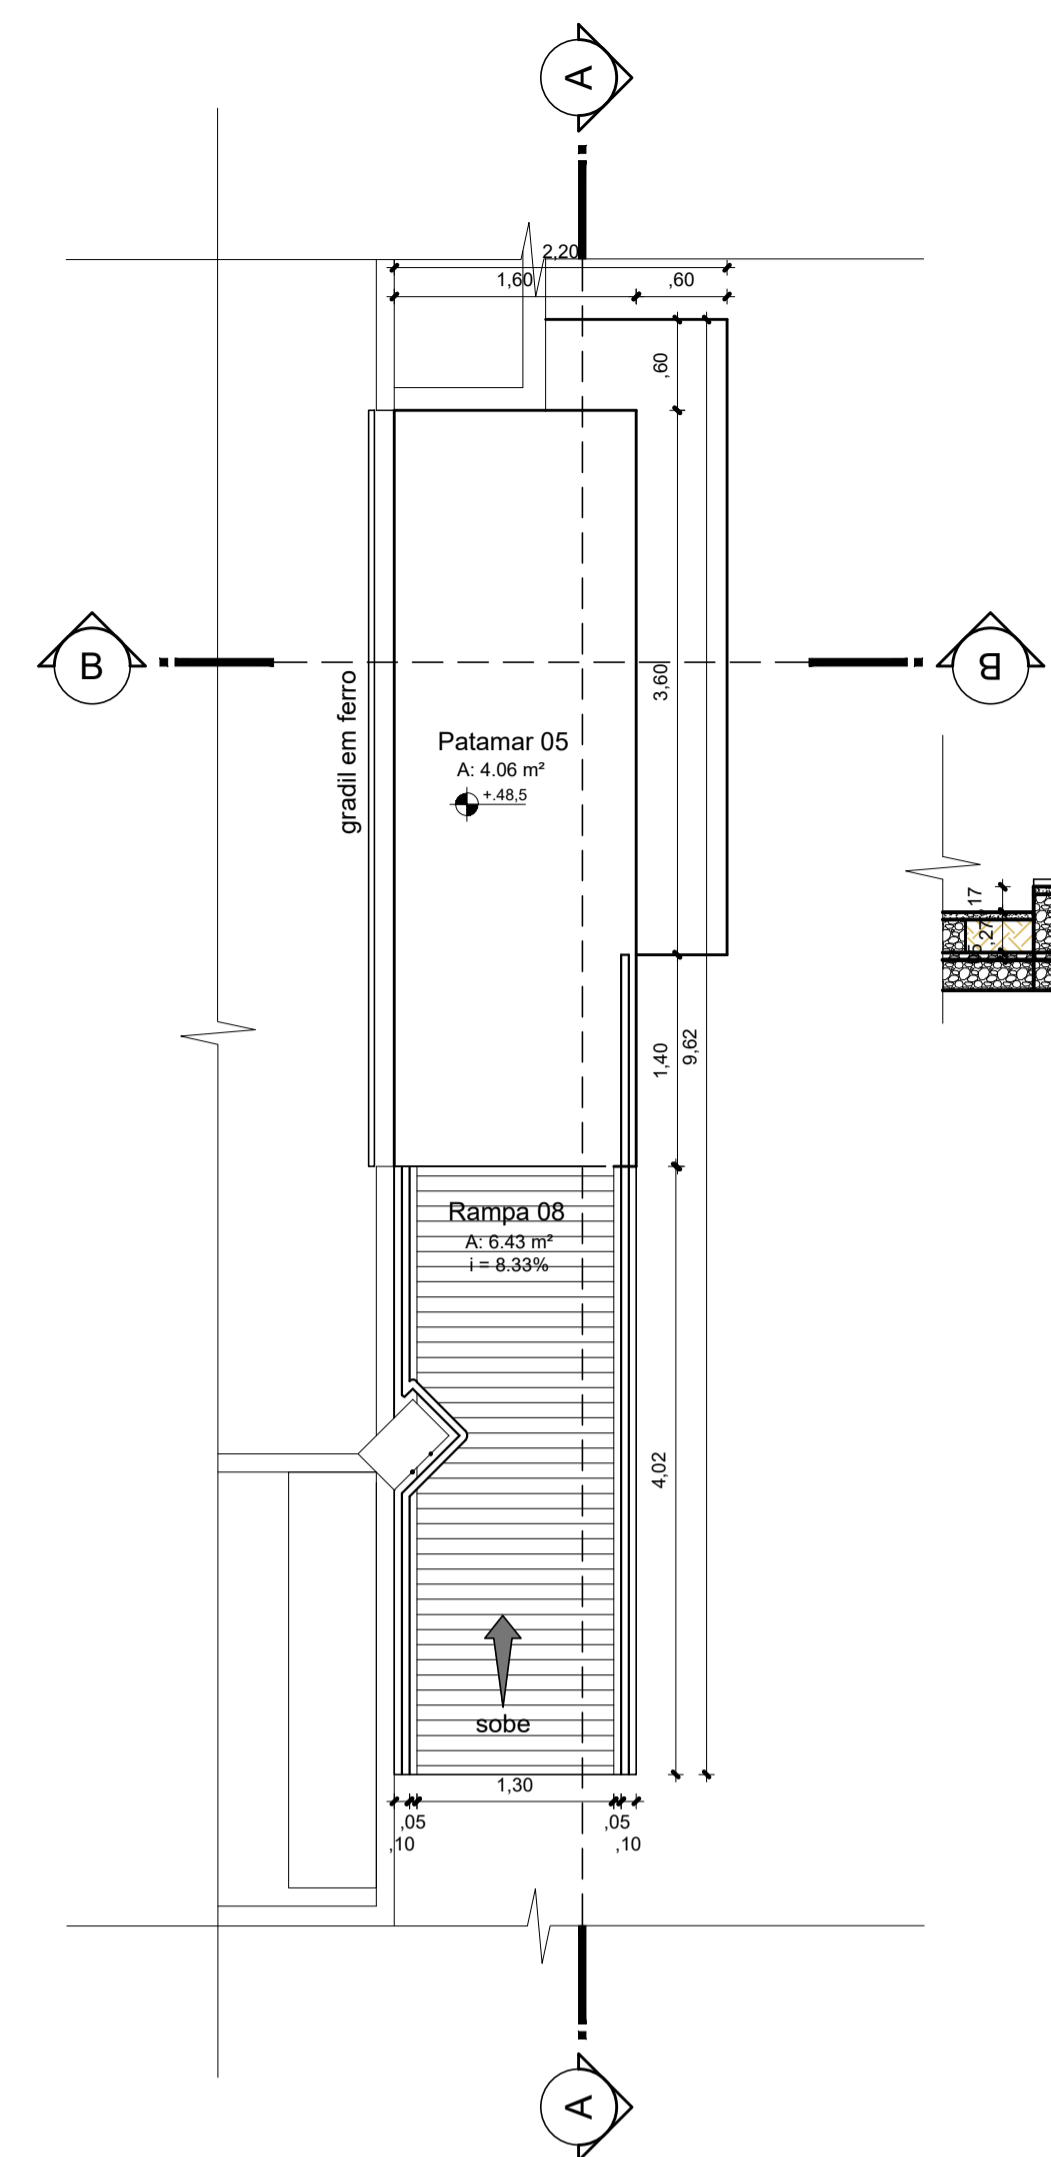 A
2,20
1,60
,60
,60
B
B
3,60
gradil em ferro
Patamar 05
A: 4.06 m²
+.48,5
17
,27
1,40
9,62
Rampa 08
A: 6.43 m²
i = 8.33%
4,02
sobe
1,30
,05
,05
,10
,10
A